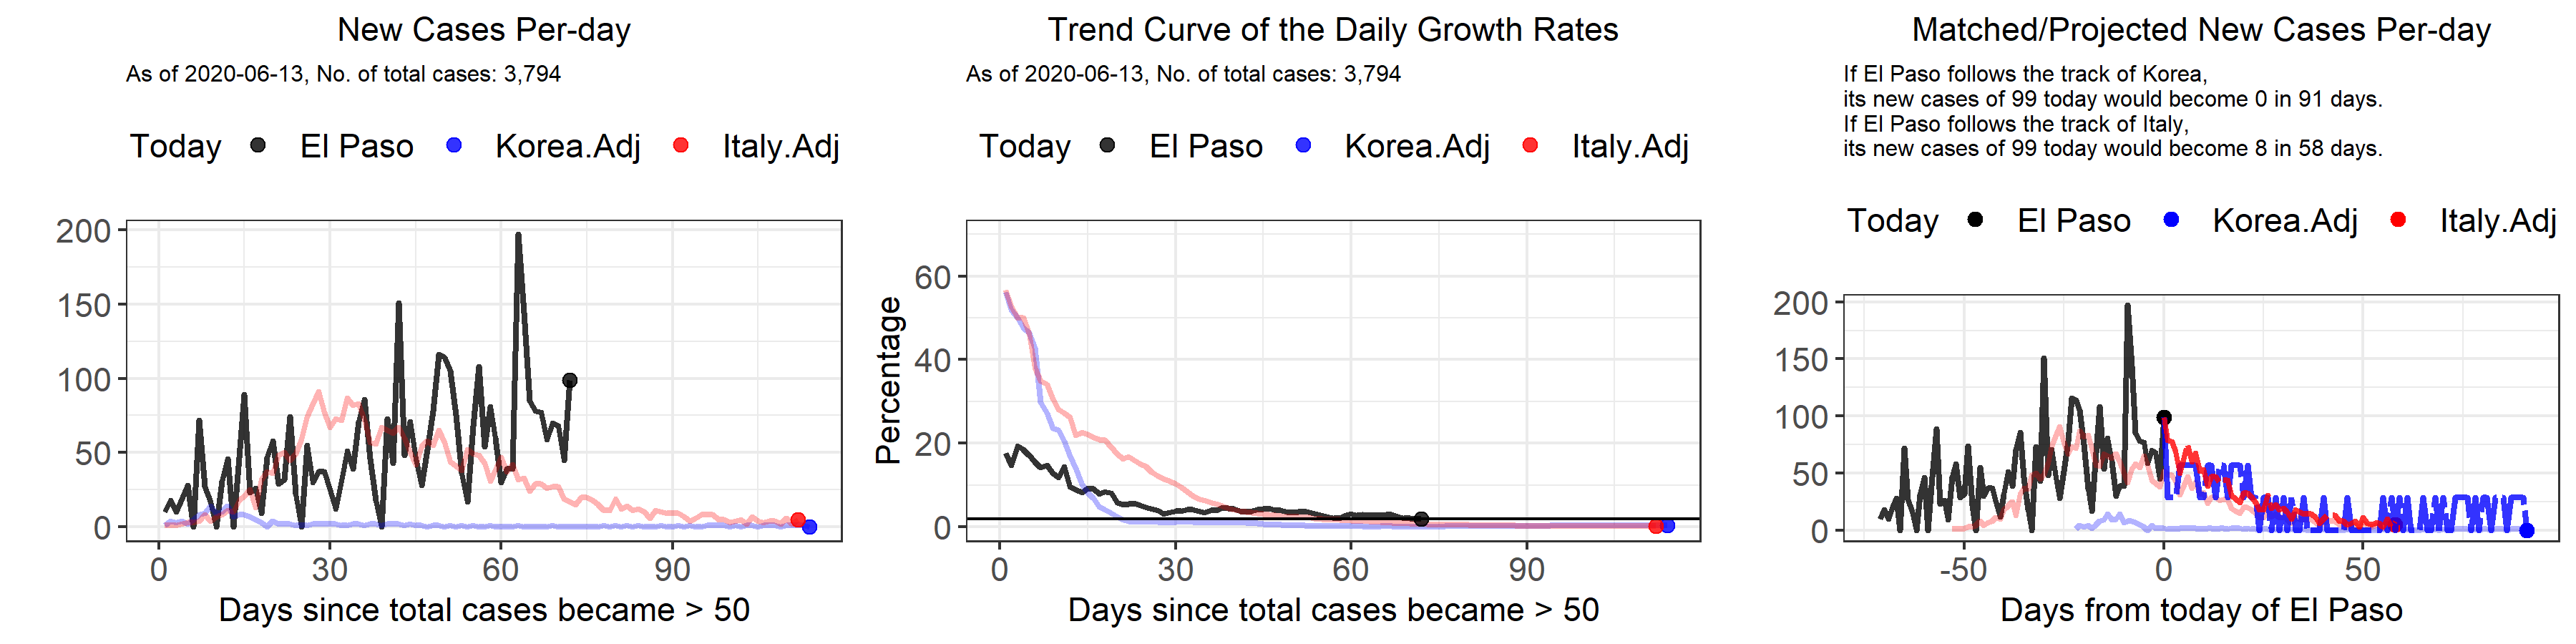 New Cases Per-day
As of 2020-06-13, No. of total cases: 3,794
Today El Paso Korea.Adj Italy.Adj
200
150
100
50
0
0 30 60 90
Days since total cases became > 50
Trend Curve of the Daily Growth Rates
As of 2020-06-13, No. of total cases: 3,794
Today El Paso Korea.Adj Italy.Adj
Percentage
60
40
20
0
0 30 60 90
Days since total cases became > 50
Matched/Projected New Cases Per-day
If El Paso follows the track of Korea,
its new cases of 99 today would become 0 in 91 days.
If El Paso follows the track of Italy,
its new cases of 99 today would become 8 in 58 days.
Today El Paso Korea.Adj Italy.Adj
200
150
100
50
0
-50 0 50
Days from today of El Paso